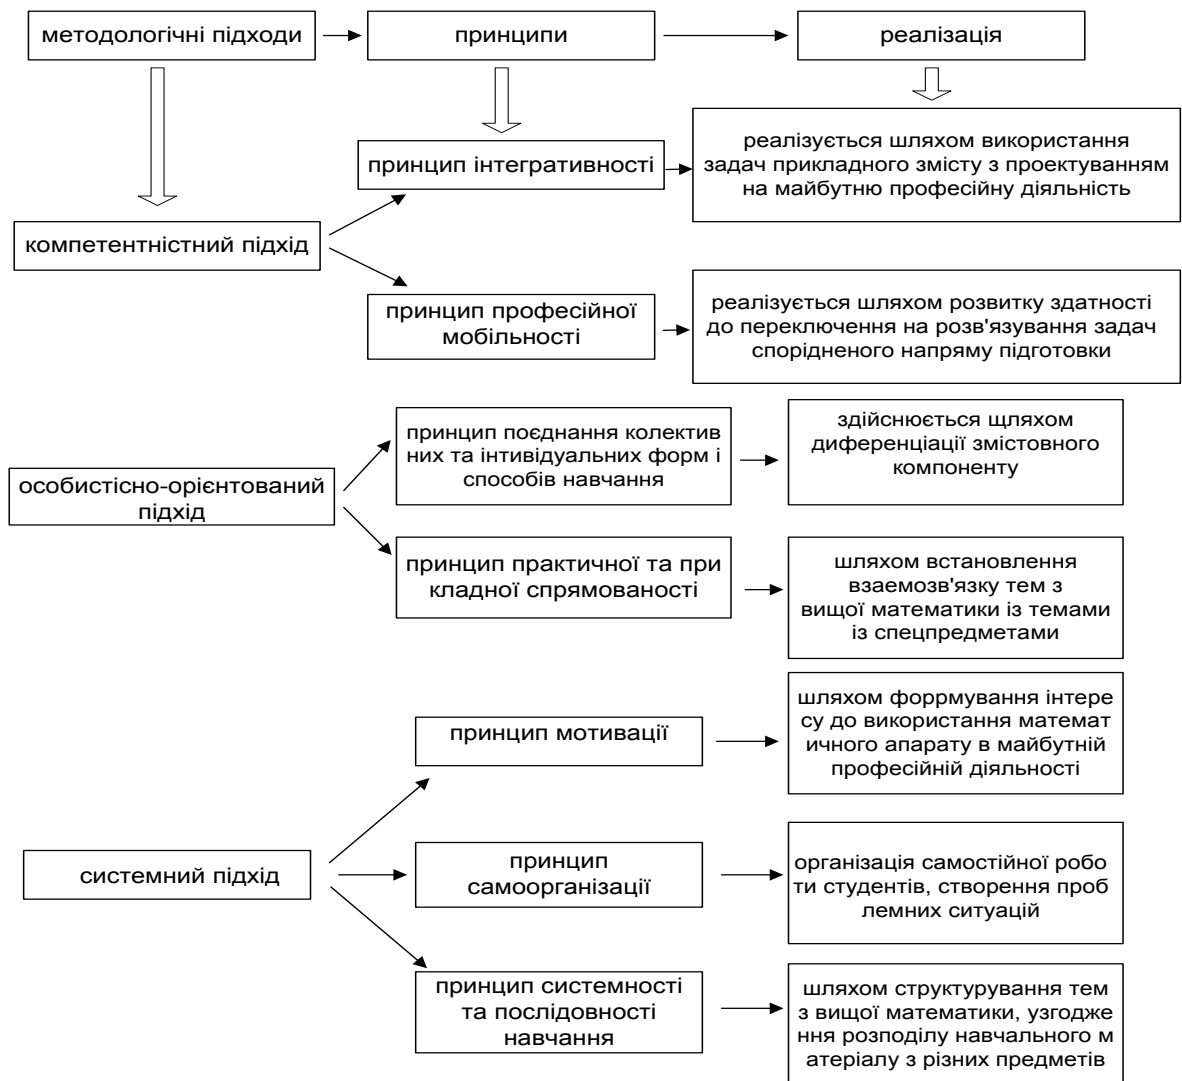 методологічні підходи
принципи
реалізація
принцип інтегративності
реалізується шляхом використання
задач прикладного змісту з проектуванням
на майбутню професійну діяльність
компетентністний підхід
принцип професійної
мобільності
реалізується шляхом розвитку здатності
до переключення на розв'язування задач
спорідненого напряму підготовки
особистісно-орієнтований
підхід
принцип поєднання колектив
них та інтивідуальних форм і
способів навчання
здійснюється щляхом
диференціації змістовного
компоненту
принцип практичної та при
кладної спрямованості
шляхом встановлення
взаемозв'язку тем з
вищої математики із темами
із спецпредметами
системний підхід
принцип мотивації
шляхом форрмування інтере
су до використання математ
ичного апарату в майбутній
професійній діяльності
принцип
самоорганізації
організація самостійної робо
ти студентів, створення проб
лемних ситуацій
принцип системності
та послідовності
навчання
шляхом структурування тем
з вищої математики, узгодже
ння розподілу навчального м
атеріалу з різних предметів